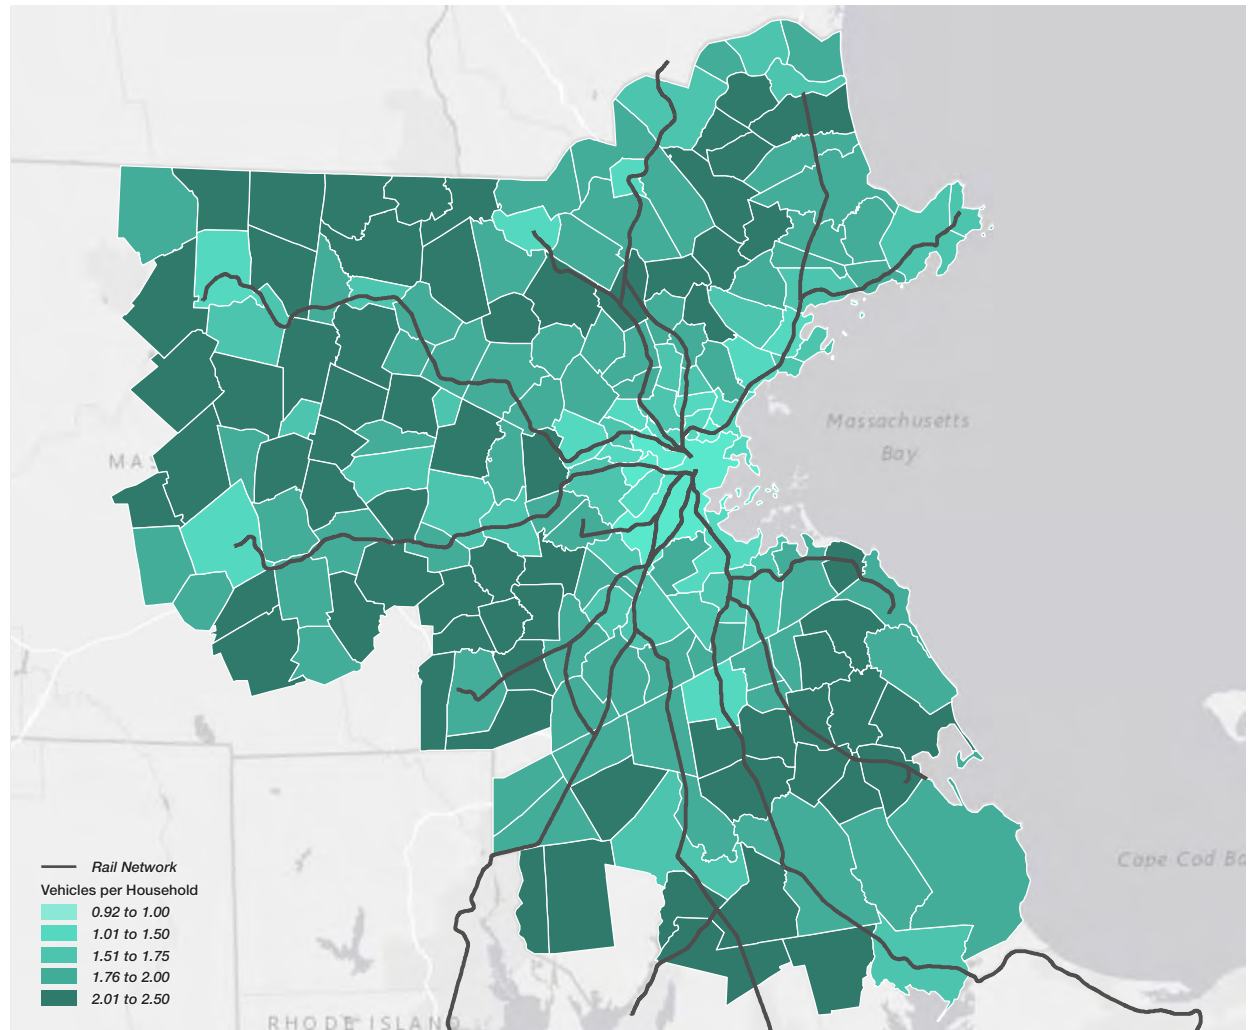 Massachusetts
Bay
MAS
Cape Cod Ba
Rail Network
Vehicles per Household
0.92 to 1.00
1.01 to 1.50
1.51 to 1.75
1.76 to 2.00
2.01 to 2.50
RHODE ISLAND